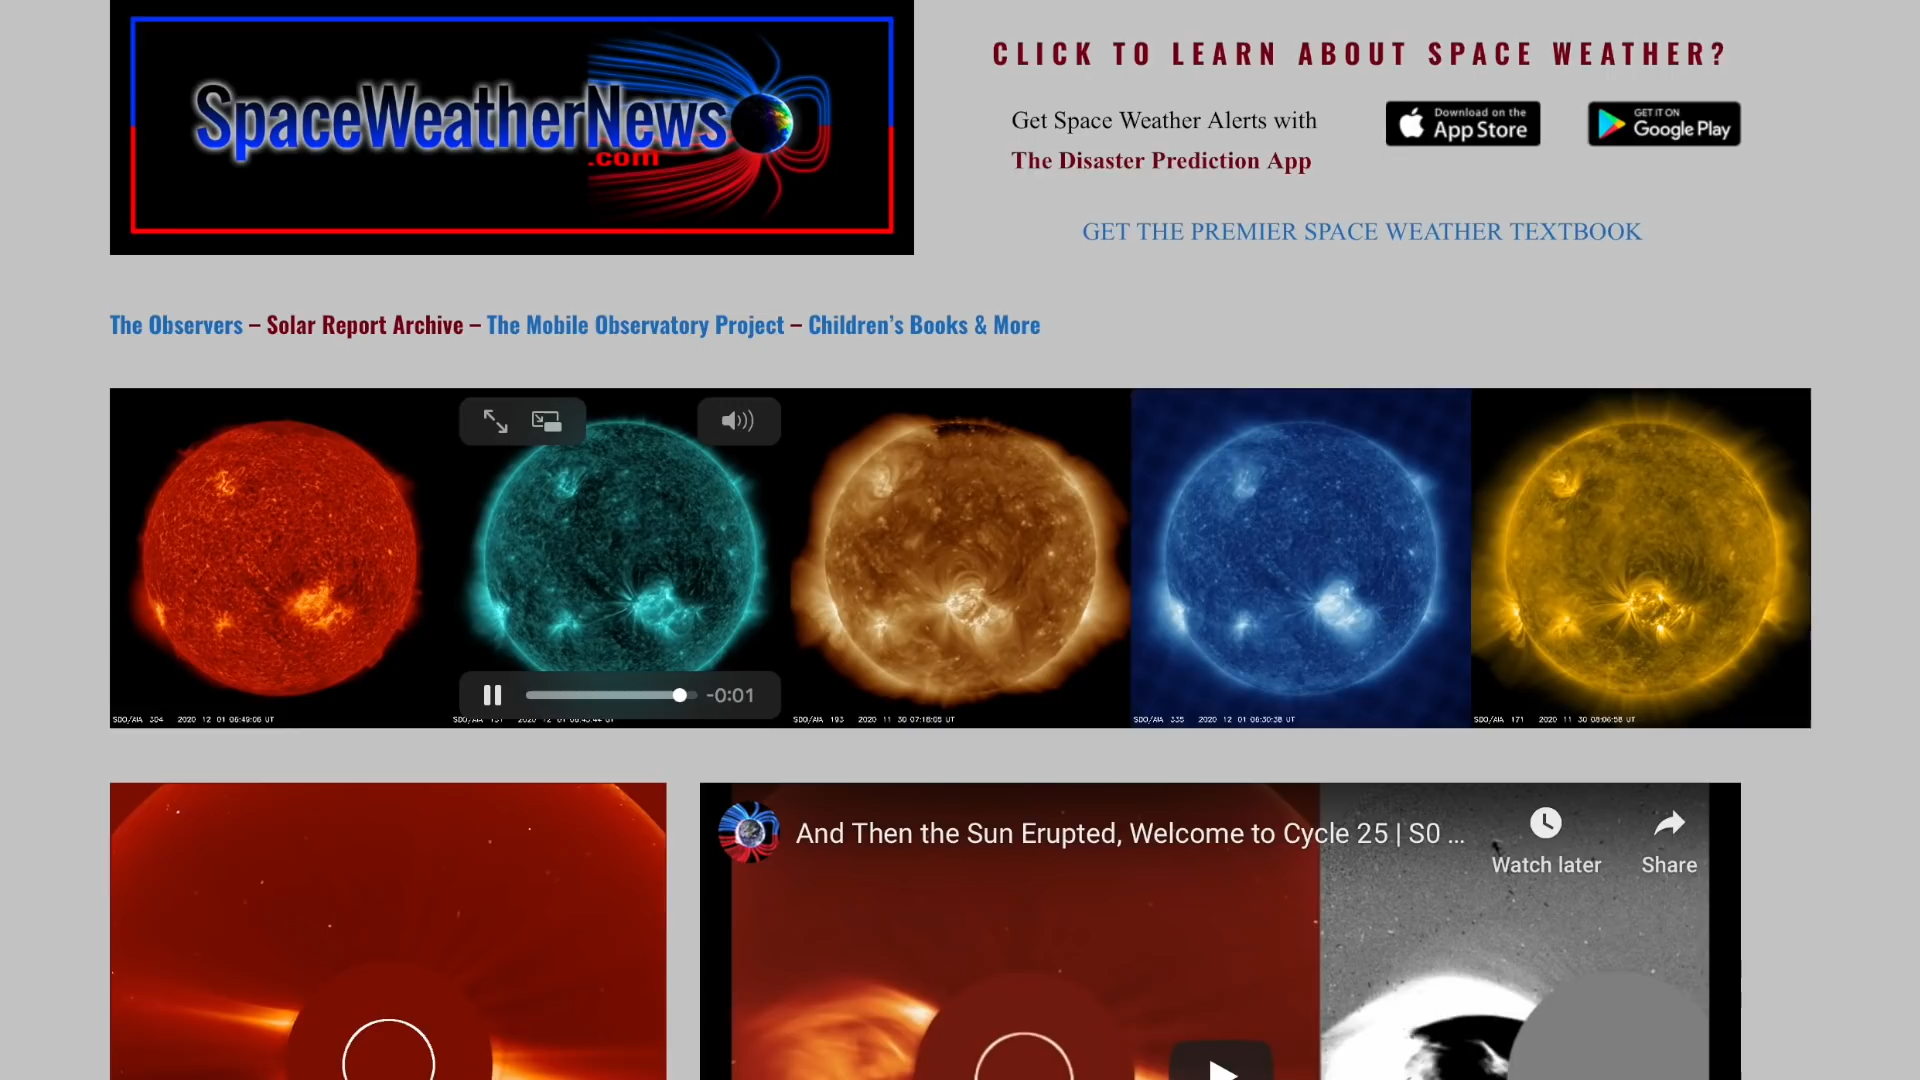 SpaceWeatherNews
.com
CLICK TO LEARN ABOUT SPACE WEATHER?
Get Space Weather Alerts with
The Disaster Prediction App
Download on the
App Store
GET IT ON
Google Play
GET THE PREMIER SPACE WEATHER TEXTBOOK
The Observers – Solar Report Archive – The Mobile Observatory Project – Children's Books & More
-0:01
SDO/AIA 304 2020 12 01 06:49:06 UT
SDO/AIA 193 2020 11 30 07:16:05 UT
SDO/AIA 335 2020 12 01 06:30:38 UT
SDO/AIA 171 2020 11 30 08:06:58 UT
And Then the Sun Erupted, Welcome to Cycle 25 | S0 ...
Watch later
Share